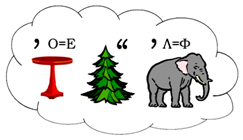 , О=Е “ , Л=Ф